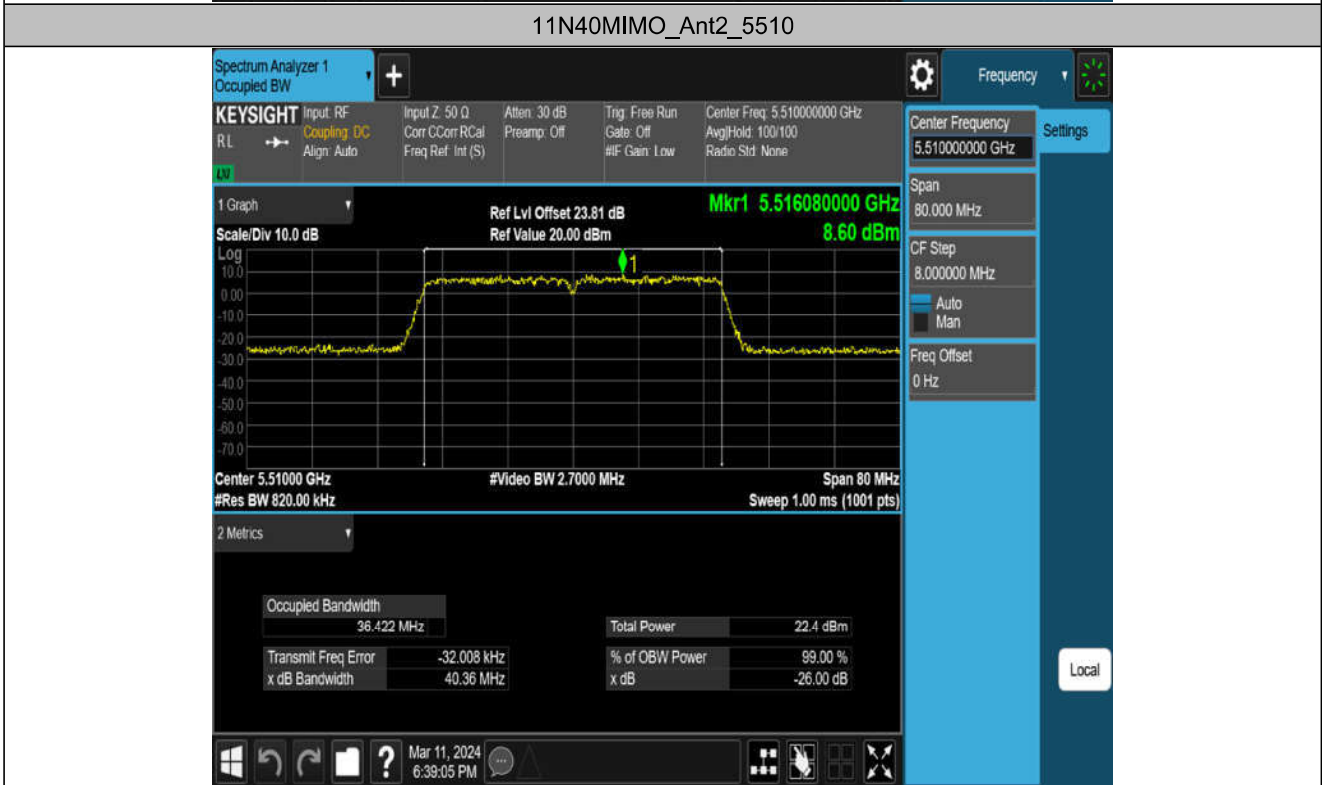 11N40MIMO_Ant2_5510
Spectrum Analyzer 1
Occupied BW
Frequency
KEYSIGHT
RL
LXI
Input: RF
Coupling: DC
Align: Auto
Input Z: 50 Ω
Corr CCorr RCal
Freq Ref: Int (S)
Atten: 30 dB
Preamp: Off
Trig: Free Run
Gate: Off
#IF Gain: Low
Center Freq: 5.510000000 GHz
Avg|Hold: 100/100
Radio Std: None
Center Frequency
5.510000000 GHz
Settings
Span
80.000 MHz
CF Step
8.000000 MHz
Auto
Man
Freq Offset
0 Hz
Local
1 Graph
Scale/Div 10.0 dB
Ref Lvl Offset 23.81 dB
Ref Value 20.00 dBm
Mkr1 5.516080000 GHz
8.60 dBm
Log
10.0
0.00
-10.0
-20.0
-30.0
-40.0
-50.0
-60.0
-70.0
1
Center 5.51000 GHz
#Video BW 2.7000 MHz
Span 80 MHz
#Res BW 820.00 kHz
Sweep 1.00 ms (1001 pts)
2 Metrics
Occupied Bandwidth
36.422 MHz
Total Power 22.4 dBm
Transmit Freq Error -32.008 kHz
% of OBW Power 99.00 %
x dB Bandwidth 40.36 MHz
x dB -26.00 dB
?
Mar 11, 2024
6:39:05 PM